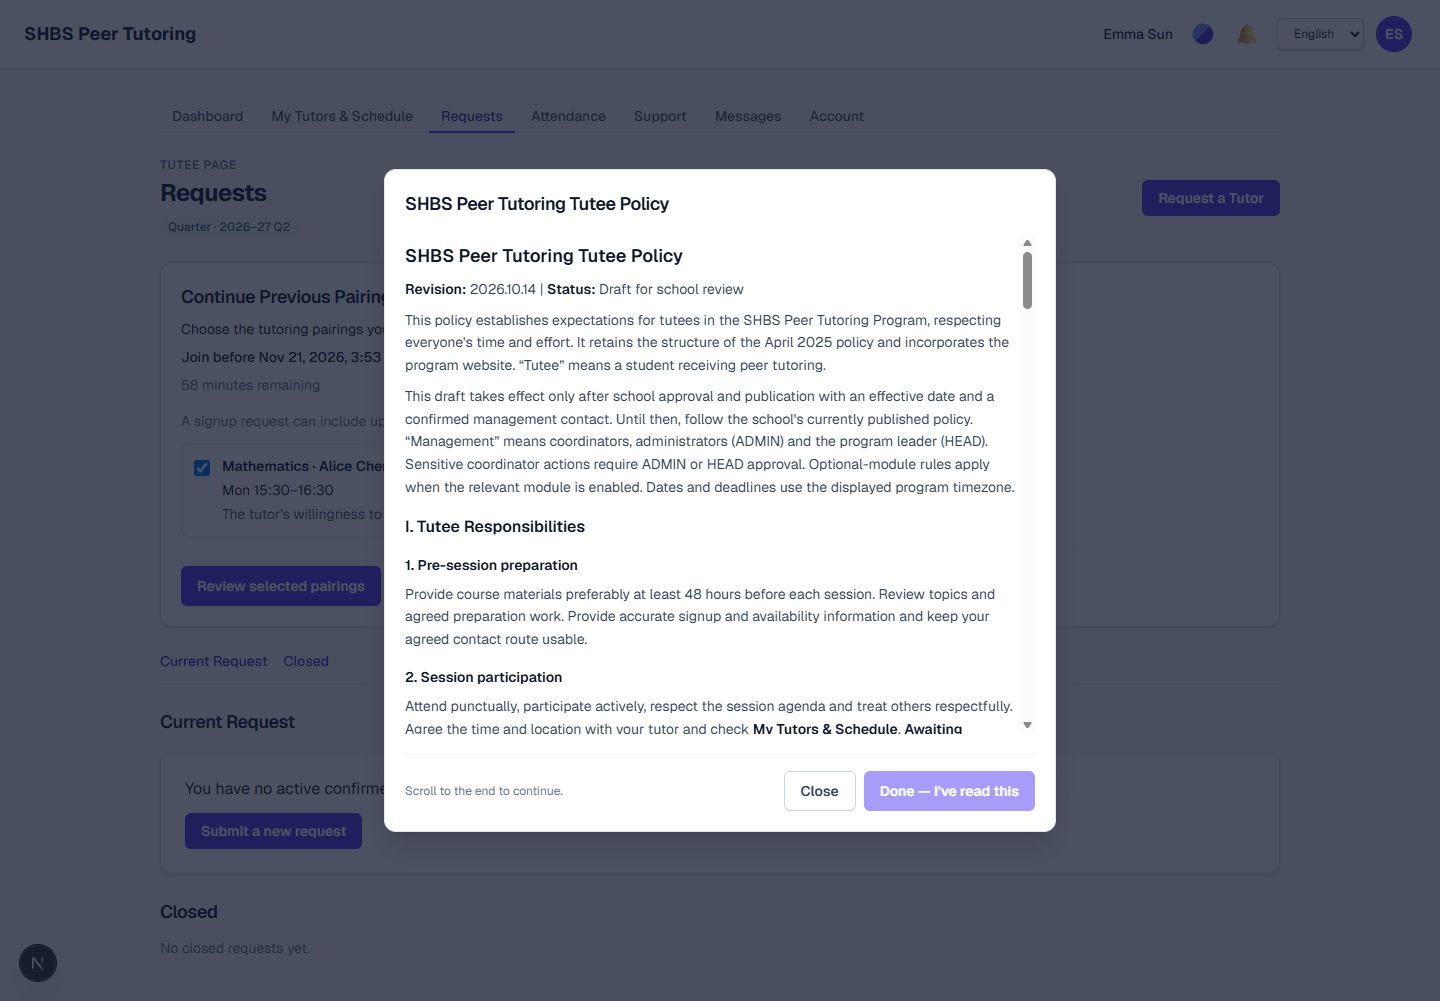 SHBS Peer Tutoring
Emma Sun
English
ES
Dashboard
My Tutors & Schedule
Requests
Attendance
Support
Messages
Account
TUTEE PAGE
Requests
Quarter · 2026–27 Q2
Request a Tutor
Continue Previous Pairing
Choose the tutoring pairings
Join before Nov 21, 2026, 3:53
58 minutes remaining
A signup request can include
Mathematics · Alice
Mon 15:30–16:30
The tutor's willingness to
Review selected pairings
Current Request
Closed
Current Request
You have no active
Submit a new request
Closed
No closed requests yet.
N
SHBS Peer Tutoring Tutee Policy
SHBS Peer Tutoring Tutee Policy
Revision: 2026.10.14 | Status: Draft for school review
This policy establishes expectations for tutees in the SHBS Peer Tutoring Program, respecting
everyone's time and effort. It retains the structure of the April 2025 policy and incorporates the
program website. “Tutee” means a student receiving peer tutoring.
This draft takes effect only after school approval and publication with an effective date and a
confirmed management contact. Until then, follow the school's currently published policy.
“Management” means coordinators, administrators (ADMIN) and the program leader (HEAD).
Sensitive coordinator actions require ADMIN or HEAD approval. Optional-module rules apply
when the relevant module is enabled. Dates and deadlines use the displayed program timezone.
I. Tutee Responsibilities
1. Pre-session preparation
Provide course materials preferably at least 48 hours before each session. Review topics and
agreed preparation work. Provide accurate signup and availability information and keep your
agreed contact route usable.
2. Session participation
Attend punctually, participate actively, respect the session agenda and treat others respectfully.
Agree the time and location with your tutor and check My Tutors & Schedule. Awaiting
Scroll to the end to continue.
Close
Done — I've read this